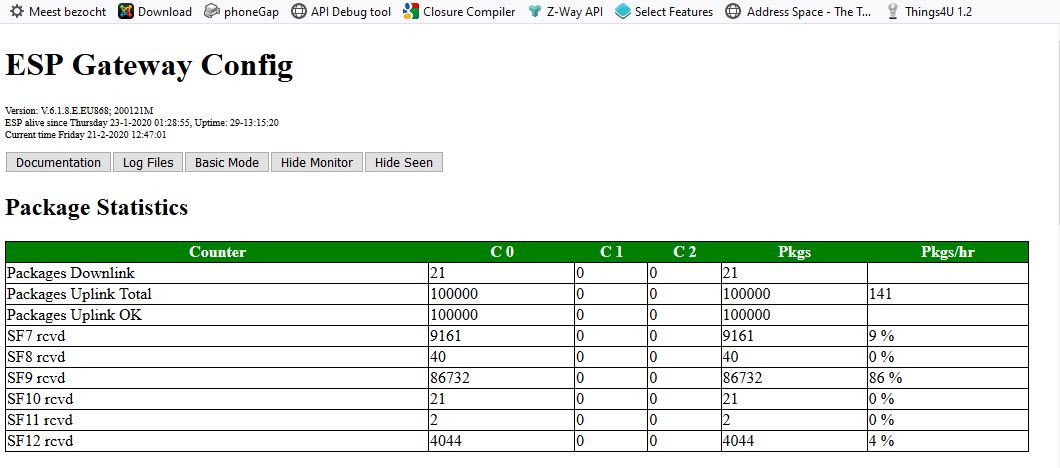 Meest bezocht Download phoneGap API Debug tool Closure Compiler Z-Way API Select Features Address Space - The T... Things4U 1.2
ESP Gateway Config
Version: V.6.1.8.E.EU868; 200121M
ESP alive since Thursday 23-1-2020 01:28:55, Uptime: 29-13:15:20
Current time Friday 21-2-2020 12:47:01
Documentation Log Files Basic Mode Hide Monitor Hide Seen
Package Statistics
Counter C 0 C 1 C 2 Pkgs Pkgs/hr
Packages Downlink 21 0 0 21
Packages Uplink Total 100000 0 0 100000 141
Packages Uplink OK 100000 0 0 100000
SF7 rcvd 9161 0 0 9161 9 %
SF8 rcvd 40 0 0 40 0 %
SF9 rcvd 86732 0 0 86732 86 %
SF10 rcvd 21 0 0 21 0 %
SF11 rcvd 2 0 0 2 0 %
SF12 rcvd 4044 0 0 4044 4 %